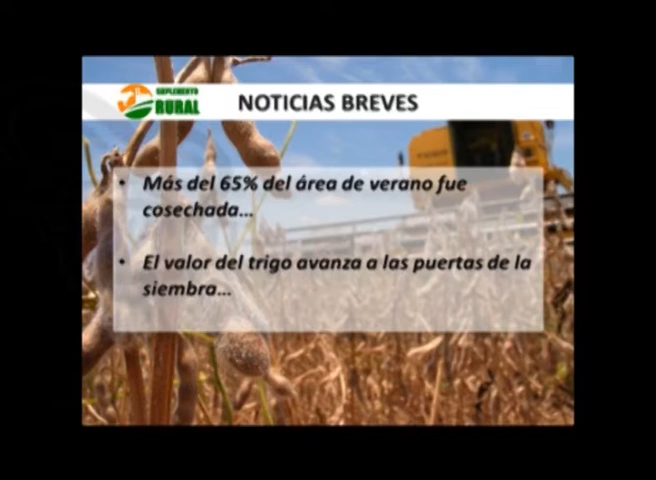 SUPLEMENTO
RURAL
NOTICIAS BREVES
• Más del 65% del área de verano fue
cosechada...
• El valor del trigo avanza a las puertas de la
siembra...